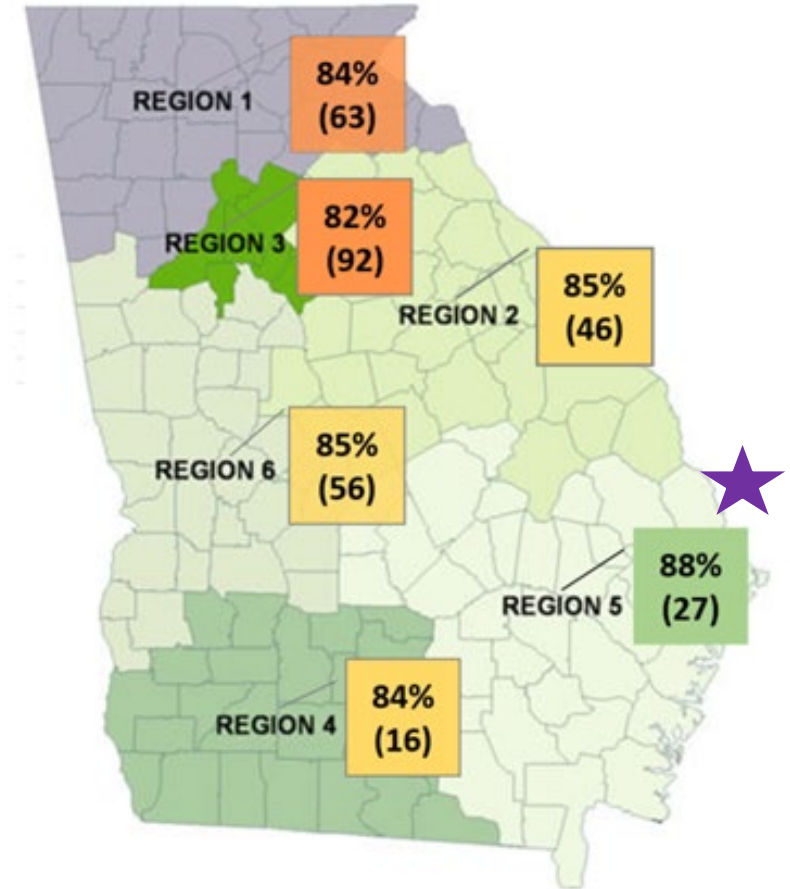 REGION 1
84%
(63)
REGION 3
82%
(92)
REGION 2
85%
(46)
REGION 6
85%
(56)
REGION 5
88%
(27)
REGION 4
84%
(16)